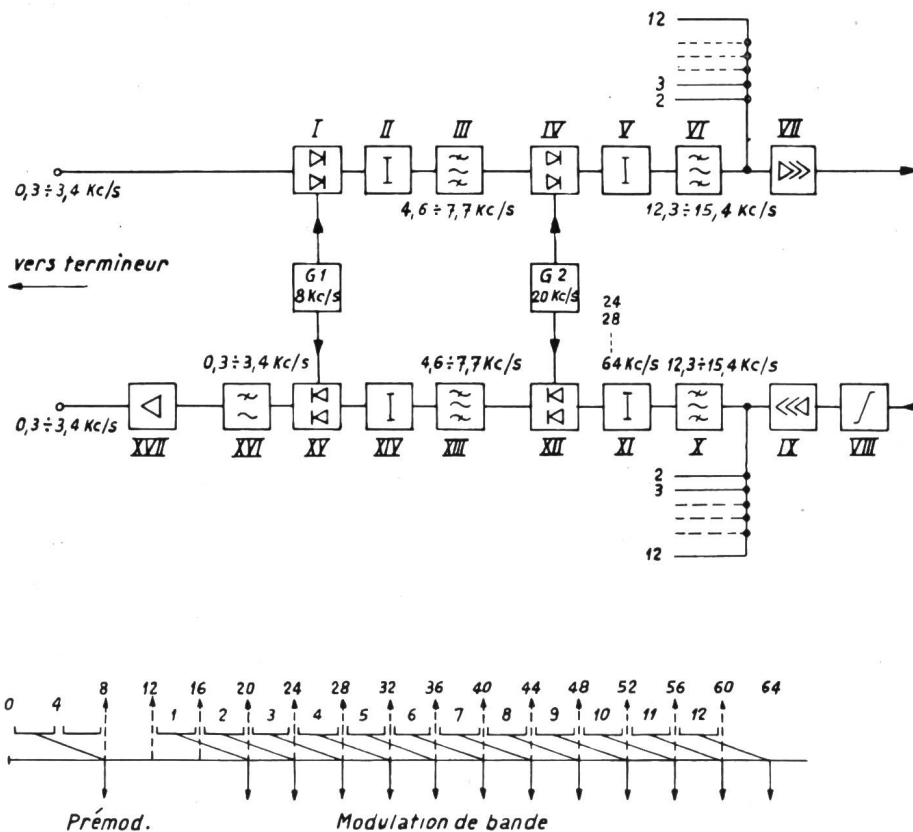 12
3
2
I II III IV V VI VII
0,3÷3,4 Kc/s
4,6÷7,7 Kc/s
12,3÷15,4 Kc/s
vers termineur
G1
8 Kc/s
G2
20 Kc/s
24
28
64 Kc/s
0,3÷3,4 Kc/s
4,6÷7,7 Kc/s
12,3÷15,4 Kc/s
0,3÷3,4 Kc/s
XVII XVI XV XIV XIII XII XI X IX VIII
2
3
12
0 4 8 12 16 20 24 28 32 36 40 44 48 52 56 60 64
1 2 3 4 5 6 7 8 9 10 11 12
Prémod.
Modulation de bande